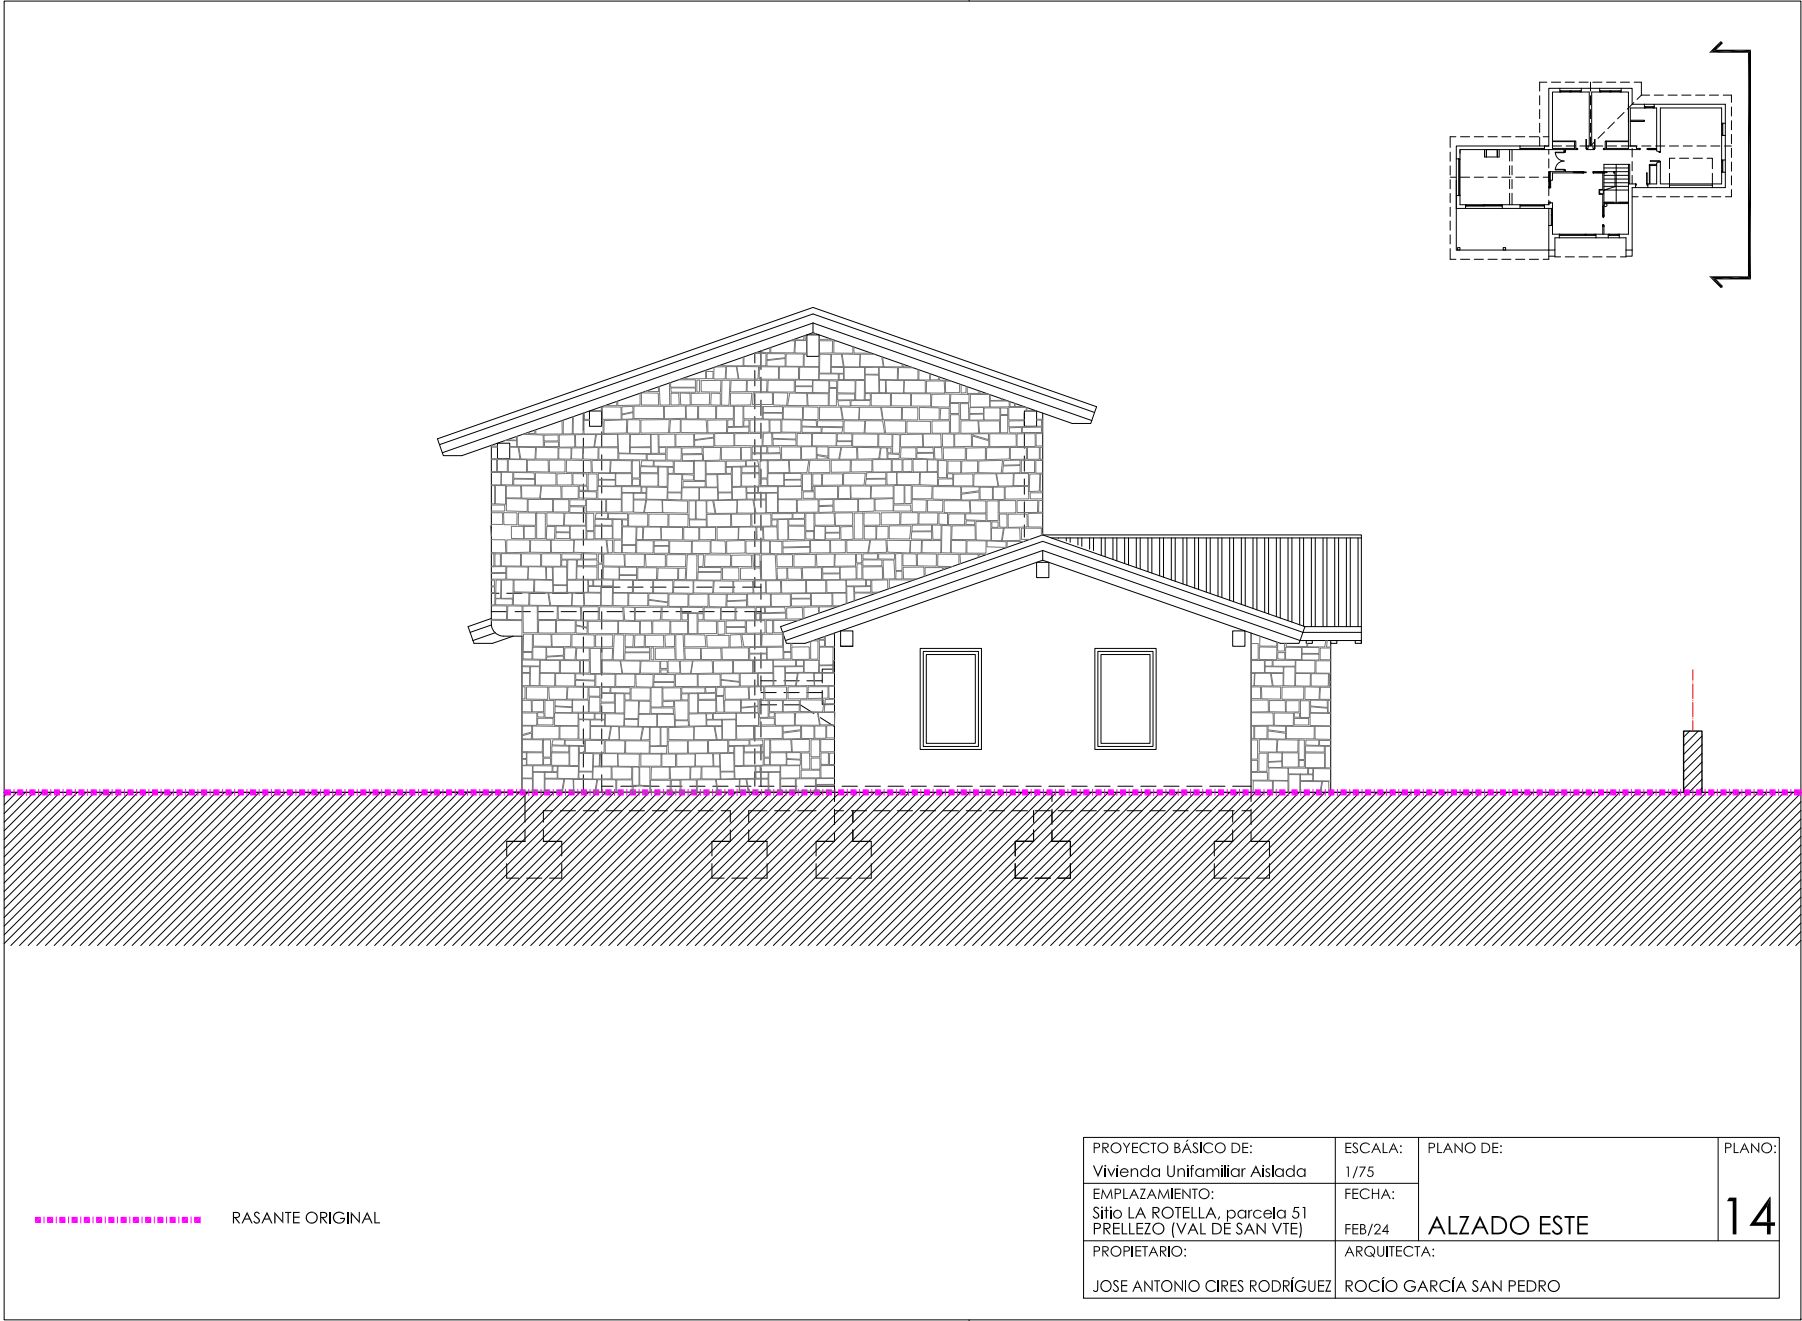 RASANTE ORIGINAL
PROYECTO BÁSICO DE:
Vivienda Unifamiliar Aislada
ESCALA:
1/75
PLANO DE:
ALZADO ESTE
PLANO:
14
EMPLAZAMIENTO:
Sitio LA ROTELLA, parcela 51
PRELLEZO (VAL DE SAN VTE)
FECHA:
FEB/24
PROPIETARIO:
JOSE ANTONIO CIRES RODRÍGUEZ
ARQUITECTA:
ROCÍO GARCÍA SAN PEDRO